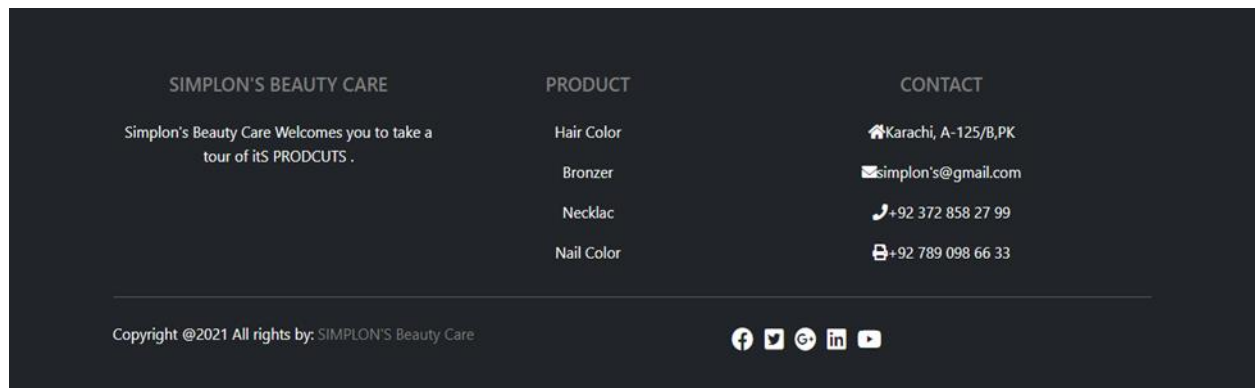 SIMPLON'S BEAUTY CARE
Simplon's Beauty Care Welcomes you to take a
tour of itS PRODCUTS .
PRODUCT
Hair Color
Bronzer
Necklac
Nail Color
CONTACT
Karachi, A-125/B,PK
simplon's@gmail.com
+92 372 858 27 99
+92 789 098 66 33
Copyright @2021 All rights by: SIMPLON'S Beauty Care